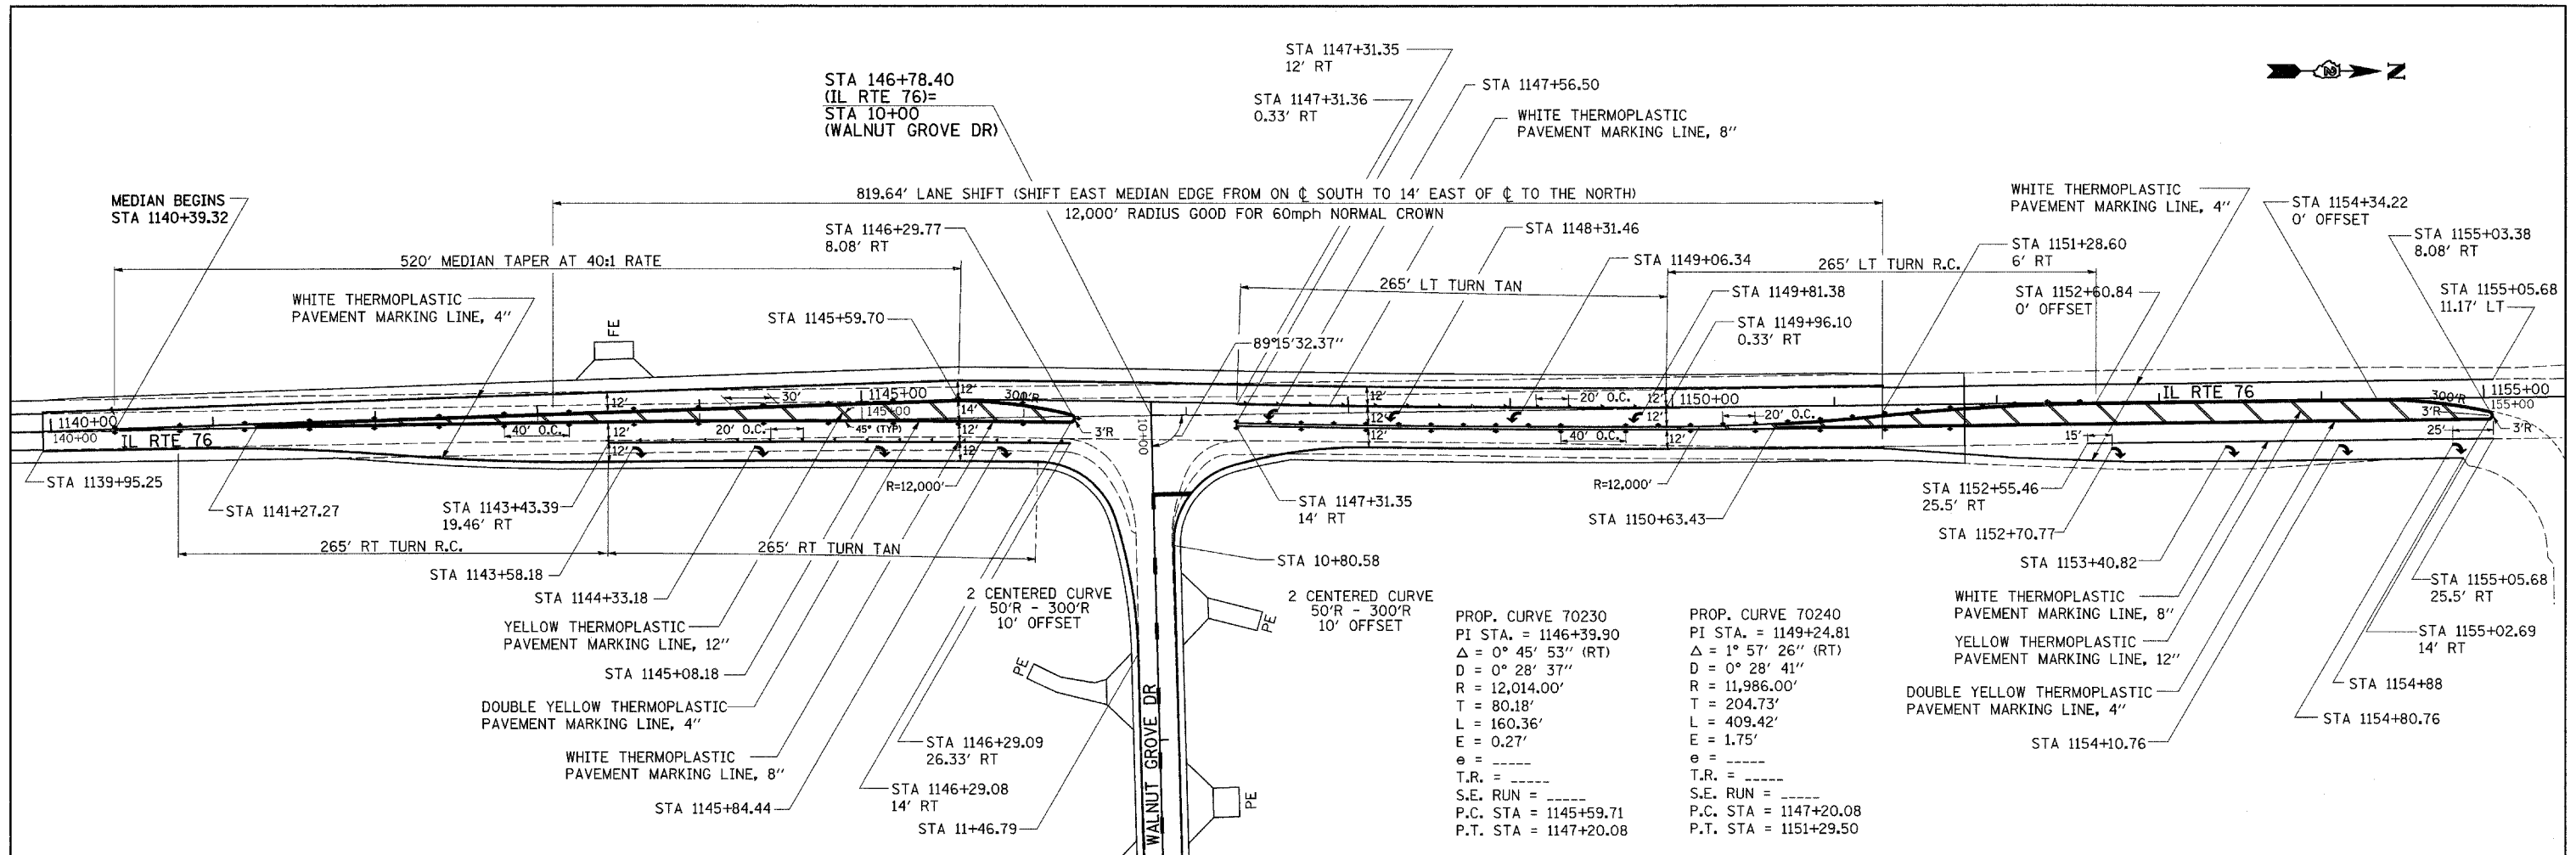 STA 1147+31.35
12' RT
STA 1147+31.36
0.33' RT
STA 1147+56.50
WHITE THERMOPLASTIC
PAVEMENT MARKING LINE, 8"
STA 146+78.40
(IL RTE 76)=
STA 10+00
(WALNUT GROVE DR)
N
MEDIAN BEGINS
STA 1140+39.32
819.64' LANE SHIFT (SHIFT EAST MEDIAN EDGE FROM ON ℄ SOUTH TO 14' EAST OF ℄ TO THE NORTH)
12,000' RADIUS GOOD FOR 60mph NORMAL CROWN
WHITE THERMOPLASTIC
PAVEMENT MARKING LINE, 4"
STA 1154+34.22
0' OFFSET
STA 1146+29.77
8.08' RT
STA 1148+31.46
STA 1151+28.60
6' RT
STA 1155+03.38
8.08' RT
520' MEDIAN TAPER AT 40:1 RATE
STA 1149+06.34
265' LT TURN R.C.
265' LT TURN TAN
WHITE THERMOPLASTIC
PAVEMENT MARKING LINE, 4"
STA 1149+81.38
STA 1152+60.84
0' OFFSET
STA 1155+05.68
11.17' LT
STA 1145+59.70
STA 1149+96.10
0.33' RT
FE
89°15'32.37"
1140+00
140+00
IL RTE 76
12'
30'
1145+00
145+00
12'
14'
300'R
3'R
40' O.C.
12'
20' O.C.
45° (TYP)
12'
12'
12'
10+00
12'
12'
12'
20' O.C.
12'
1150+00
20' O.C.
40' O.C.
12'
IL RTE 76
300'R
1155+00
155+00
3'R
3'R
15'
25'
STA 1139+95.25
STA 1141+27.27
STA 1143+43.39
19.46' RT
R=12,000'
STA 1147+31.35
14' RT
R=12,000'
STA 1150+63.43
STA 1152+55.46
25.5' RT
STA 1152+70.77
265' RT TURN R.C.
265' RT TURN TAN
STA 10+80.58
STA 1143+58.18
STA 1144+33.18
STA 1153+40.82
STA 1155+05.68
25.5' RT
2 CENTERED CURVE
50'R - 300'R
10' OFFSET
2 CENTERED CURVE
50'R - 300'R
10' OFFSET
WHITE THERMOPLASTIC
PAVEMENT MARKING LINE, 8"
YELLOW THERMOPLASTIC
PAVEMENT MARKING LINE, 12"
STA 1155+02.69
14' RT
YELLOW THERMOPLASTIC
PAVEMENT MARKING LINE, 12"
STA 1145+08.18
PE
PE
STA 1154+88
DOUBLE YELLOW THERMOPLASTIC
PAVEMENT MARKING LINE, 4"
DOUBLE YELLOW THERMOPLASTIC
PAVEMENT MARKING LINE, 4"
STA 1154+80.76
STA 1146+29.09
26.33' RT
STA 1154+10.76
WHITE THERMOPLASTIC
PAVEMENT MARKING LINE, 8"
STA 1146+29.08
14' RT
STA 1145+84.44
STA 11+46.79
WALNUT GROVE DR
PE
PROP. CURVE 70230
PI STA. = 1146+39.90
Δ = 0° 45' 53" (RT)
D = 0° 28' 37"
R = 12,014.00'
T = 80.18'
L = 160.36'
E = 0.27'
e = _____
T.R. = _____
S.E. RUN = _____
P.C. STA = 1145+59.71
P.T. STA = 1147+20.08
PROP. CURVE 70240
PI STA. = 1149+24.81
Δ = 1° 57' 26" (RT)
D = 0° 28' 41"
R = 11,986.00'
T = 204.73'
L = 409.42'
E = 1.75'
e = _____
T.R. = _____
S.E. RUN = _____
P.C. STA = 1147+20.08
P.T. STA = 1151+29.50